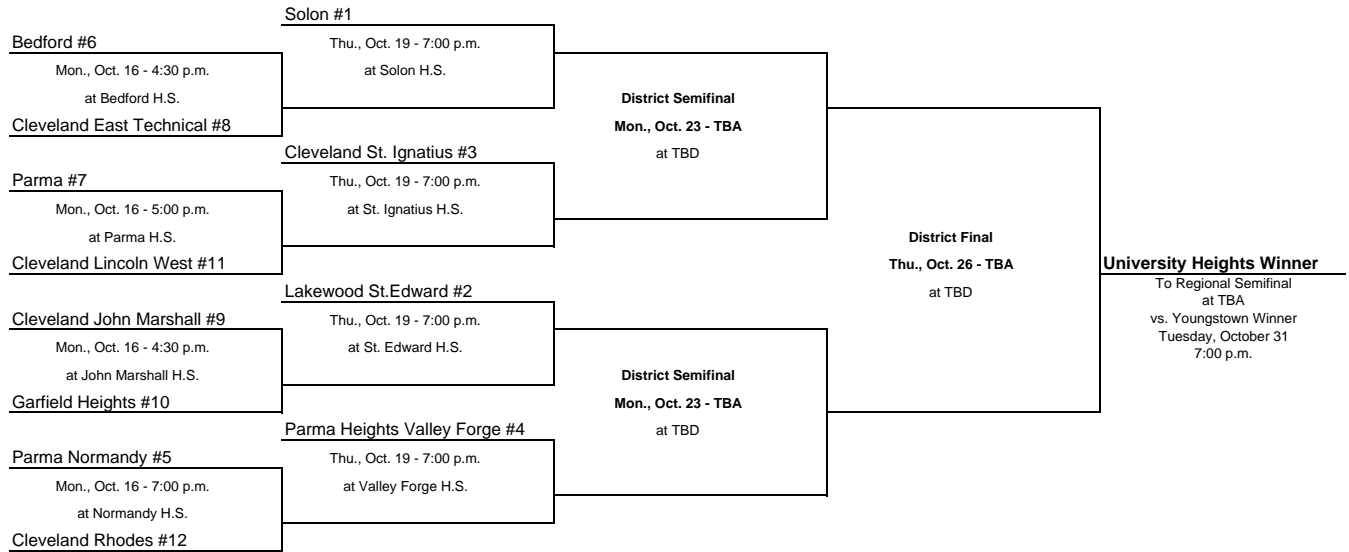 Solon #1
Bedford #6
Thu., Oct. 19 - 7:00 p.m.
Mon., Oct. 16 - 4:30 p.m.
at Solon H.S.
at Bedford H.S.
District Semifinal
Cleveland East Technical #8
Mon., Oct. 23 - TBA
Cleveland St. Ignatius #3
at TBD
Parma #7
Thu., Oct. 19 - 7:00 p.m.
Mon., Oct. 16 - 5:00 p.m.
at St. Ignatius H.S.
at Parma H.S.
District Final
Cleveland Lincoln West #11
Thu., Oct. 26 - TBA
University Heights Winner
Lakewood St.Edward #2
at TBD
To Regional Semifinal
at TBA
vs. Youngstown Winner
Tuesday, October 31
7:00 p.m.
Cleveland John Marshall #9
Thu., Oct. 19 - 7:00 p.m.
Mon., Oct. 16 - 4:30 p.m.
at St. Edward H.S.
at John Marshall H.S.
District Semifinal
Garfield Heights #10
Mon., Oct. 23 - TBA
Parma Heights Valley Forge #4
at TBD
Parma Normandy #5
Thu., Oct. 19 - 7:00 p.m.
Mon., Oct. 16 - 7:00 p.m.
at Valley Forge H.S.
at Normandy H.S.
Cleveland Rhodes #12